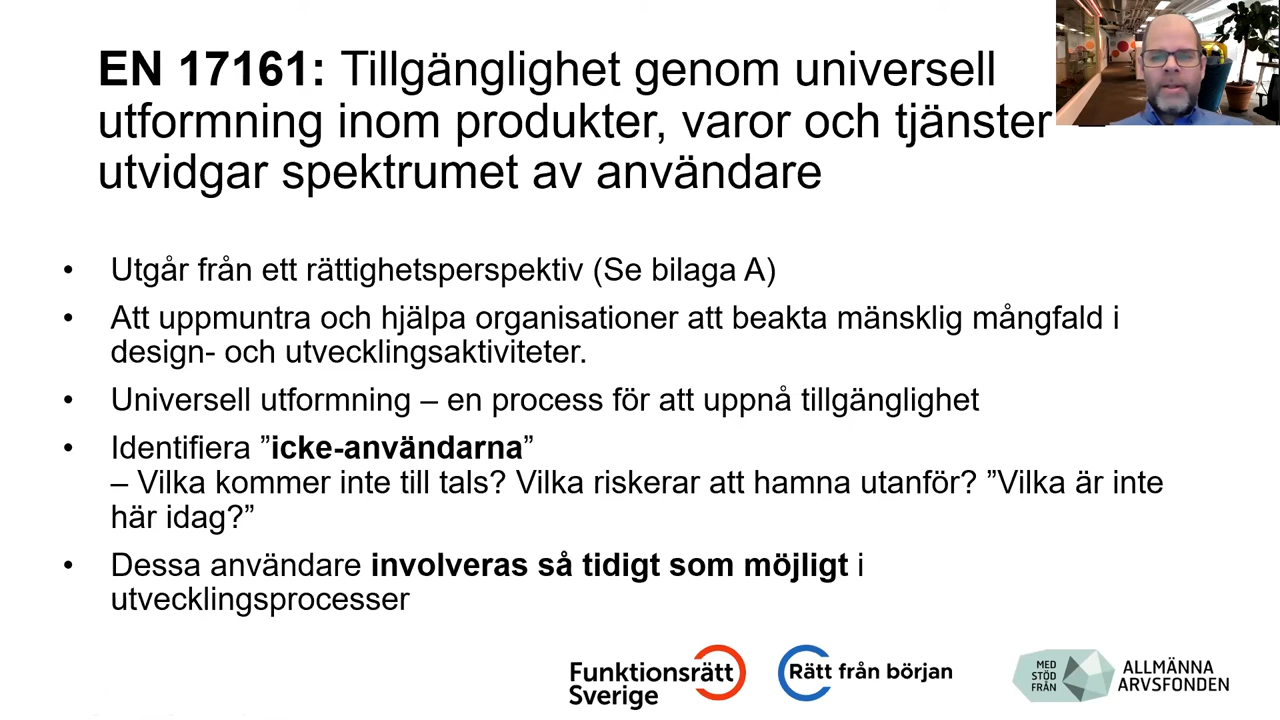 EN 17161: Tillgänglighet genom universell
utformning inom produkter, varor och tjänster –
utvidgar spektrumet av användare
• Utgår från ett rättighetsperspektiv (Se bilaga A)
• Att uppmuntra och hjälpa organisationer att beakta mänsklig mångfald i
design- och utvecklingsaktiviteter.
• Universell utformning – en process för att uppnå tillgänglighet
• Identifiera ”icke-användarna”
– Vilka kommer inte till tals? Vilka riskerar att hamna utanför? ”Vilka är inte
här idag?”
• Dessa användare involveras så tidigt som möjligt i
utvecklingsprocesser
Funktionsrätt
Sverige
Rätt från början
MED
STÖD
FRÅN
ALLMÄNNA
ARVSFONDEN